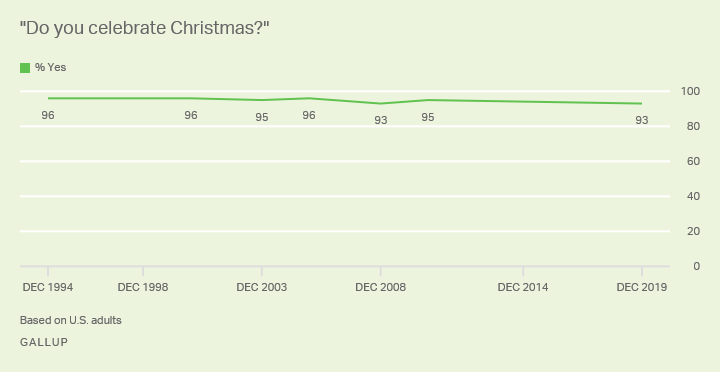 "Do you celebrate Christmas?"
% Yes
100
96 96 95 96 93 95 93
80
60
40
20
0
DEC 1994 DEC 1998 DEC 2003 DEC 2008 DEC 2014 DEC 2019
Based on U.S. adults
GALLUP